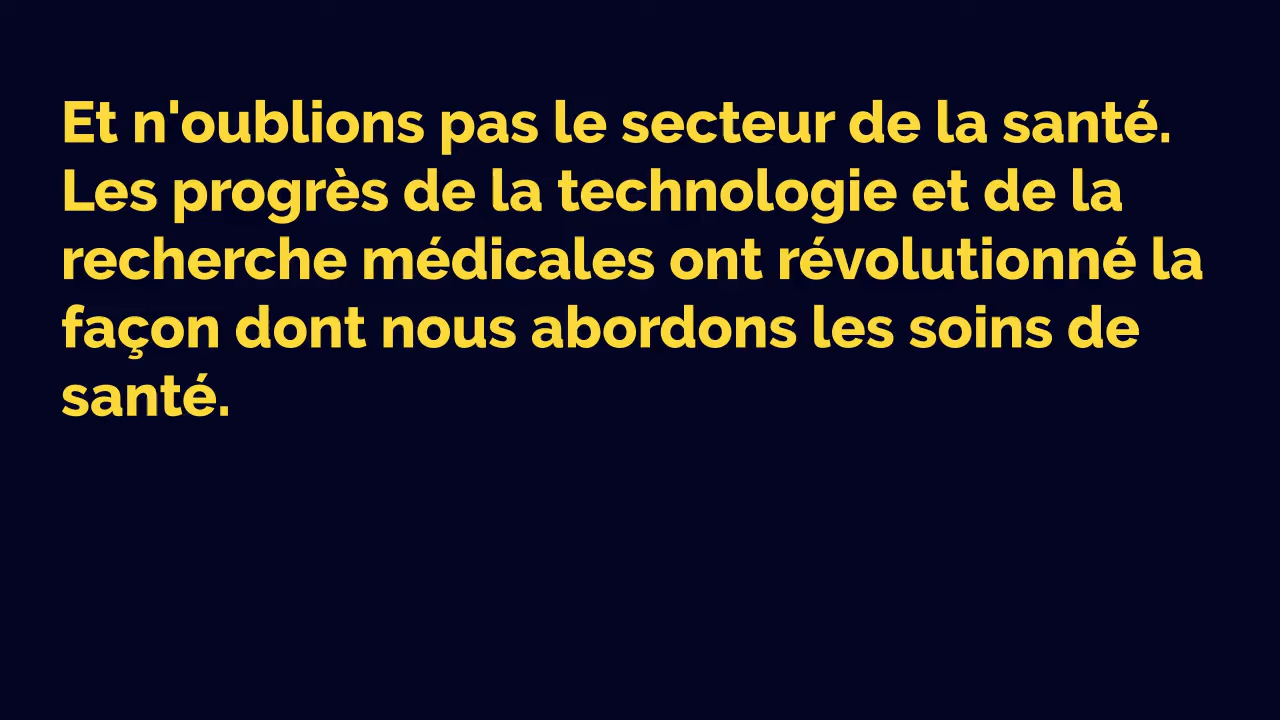 Et n'oublions pas le secteur de la santé.
Les progrès de la technologie et de la
recherche médicales ont révolutionné la
façon dont nous abordons les soins de
santé.